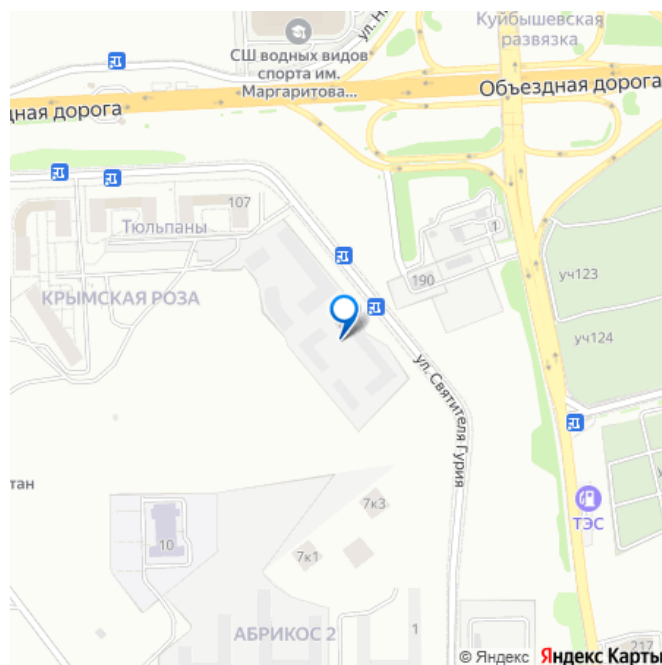 ул. Н
СШ водных видов
спорта им.
Маргаритова...
Куйбышевская
развязка
Объездная дорога
дная дорога
107
Тюльпаны
КРЫМСКАЯ РОЗА
1
190
уч123
уч124
ул. Святителя Гурия
тан
10
7к3
7к1
ТЭС
АБРИКОС 2
1
217
© Яндекс Яндекс Карты